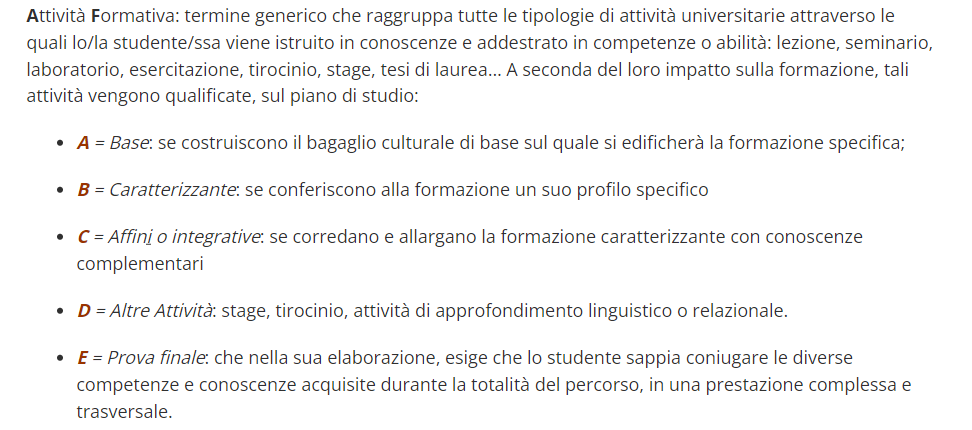 Attività Formativa: termine generico che raggruppa tutte le tipologie di attività universitarie attraverso le
quali lo/la studente/ssa viene istruito in conoscenze e addestrato in competenze o abilità: lezione, seminario,
laboratorio, esercitazione, tirocinio, stage, tesi di laurea... A seconda del loro impatto sulla formazione, tali
attività vengono qualificate, sul piano di studio:
• A = Base: se costruiscono il bagaglio culturale di base sul quale si edificherà la formazione specifica;
• B = Caratterizzante: se conferiscono alla formazione un suo profilo specifico
• C = Affini o integrative: se corredano e allargano la formazione caratterizzante con conoscenze
complementari
• D = Altre Attività: stage, tirocinio, attività di approfondimento linguistico o relazionale.
• E = Prova finale: che nella sua elaborazione, esige che lo studente sappia coniugare le diverse
competenze e conoscenze acquisite durante la totalità del percorso, in una prestazione complessa e
trasversale.